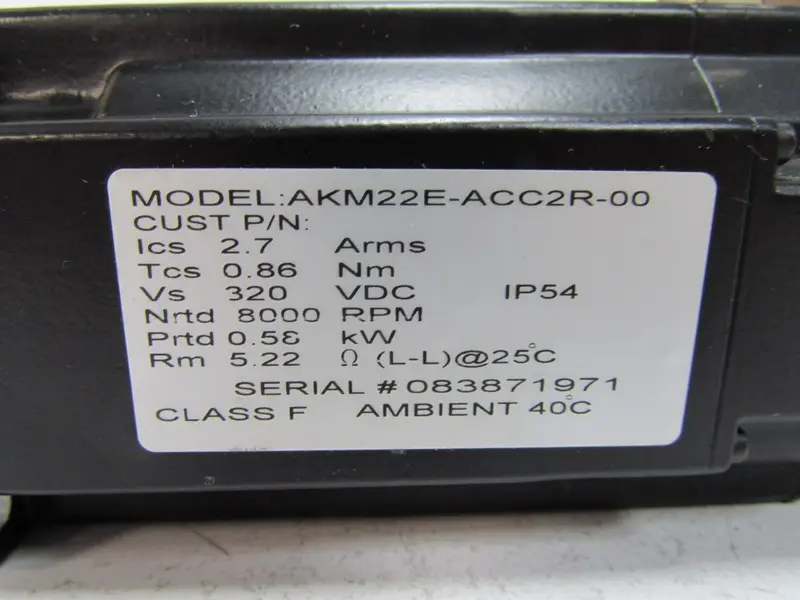 MODEL:AKM22E-ACC2R-00
CUST P/N:
Ics 2.7 Arms
Tcs 0.86 Nm
Vs 320 VDC IP54
Nrtd 8000 RPM
Prtd 0.58 kW
Rm 5.22 Ω (L-L)@25°C
SERIAL #083871971
CLASS F AMBIENT 40°C